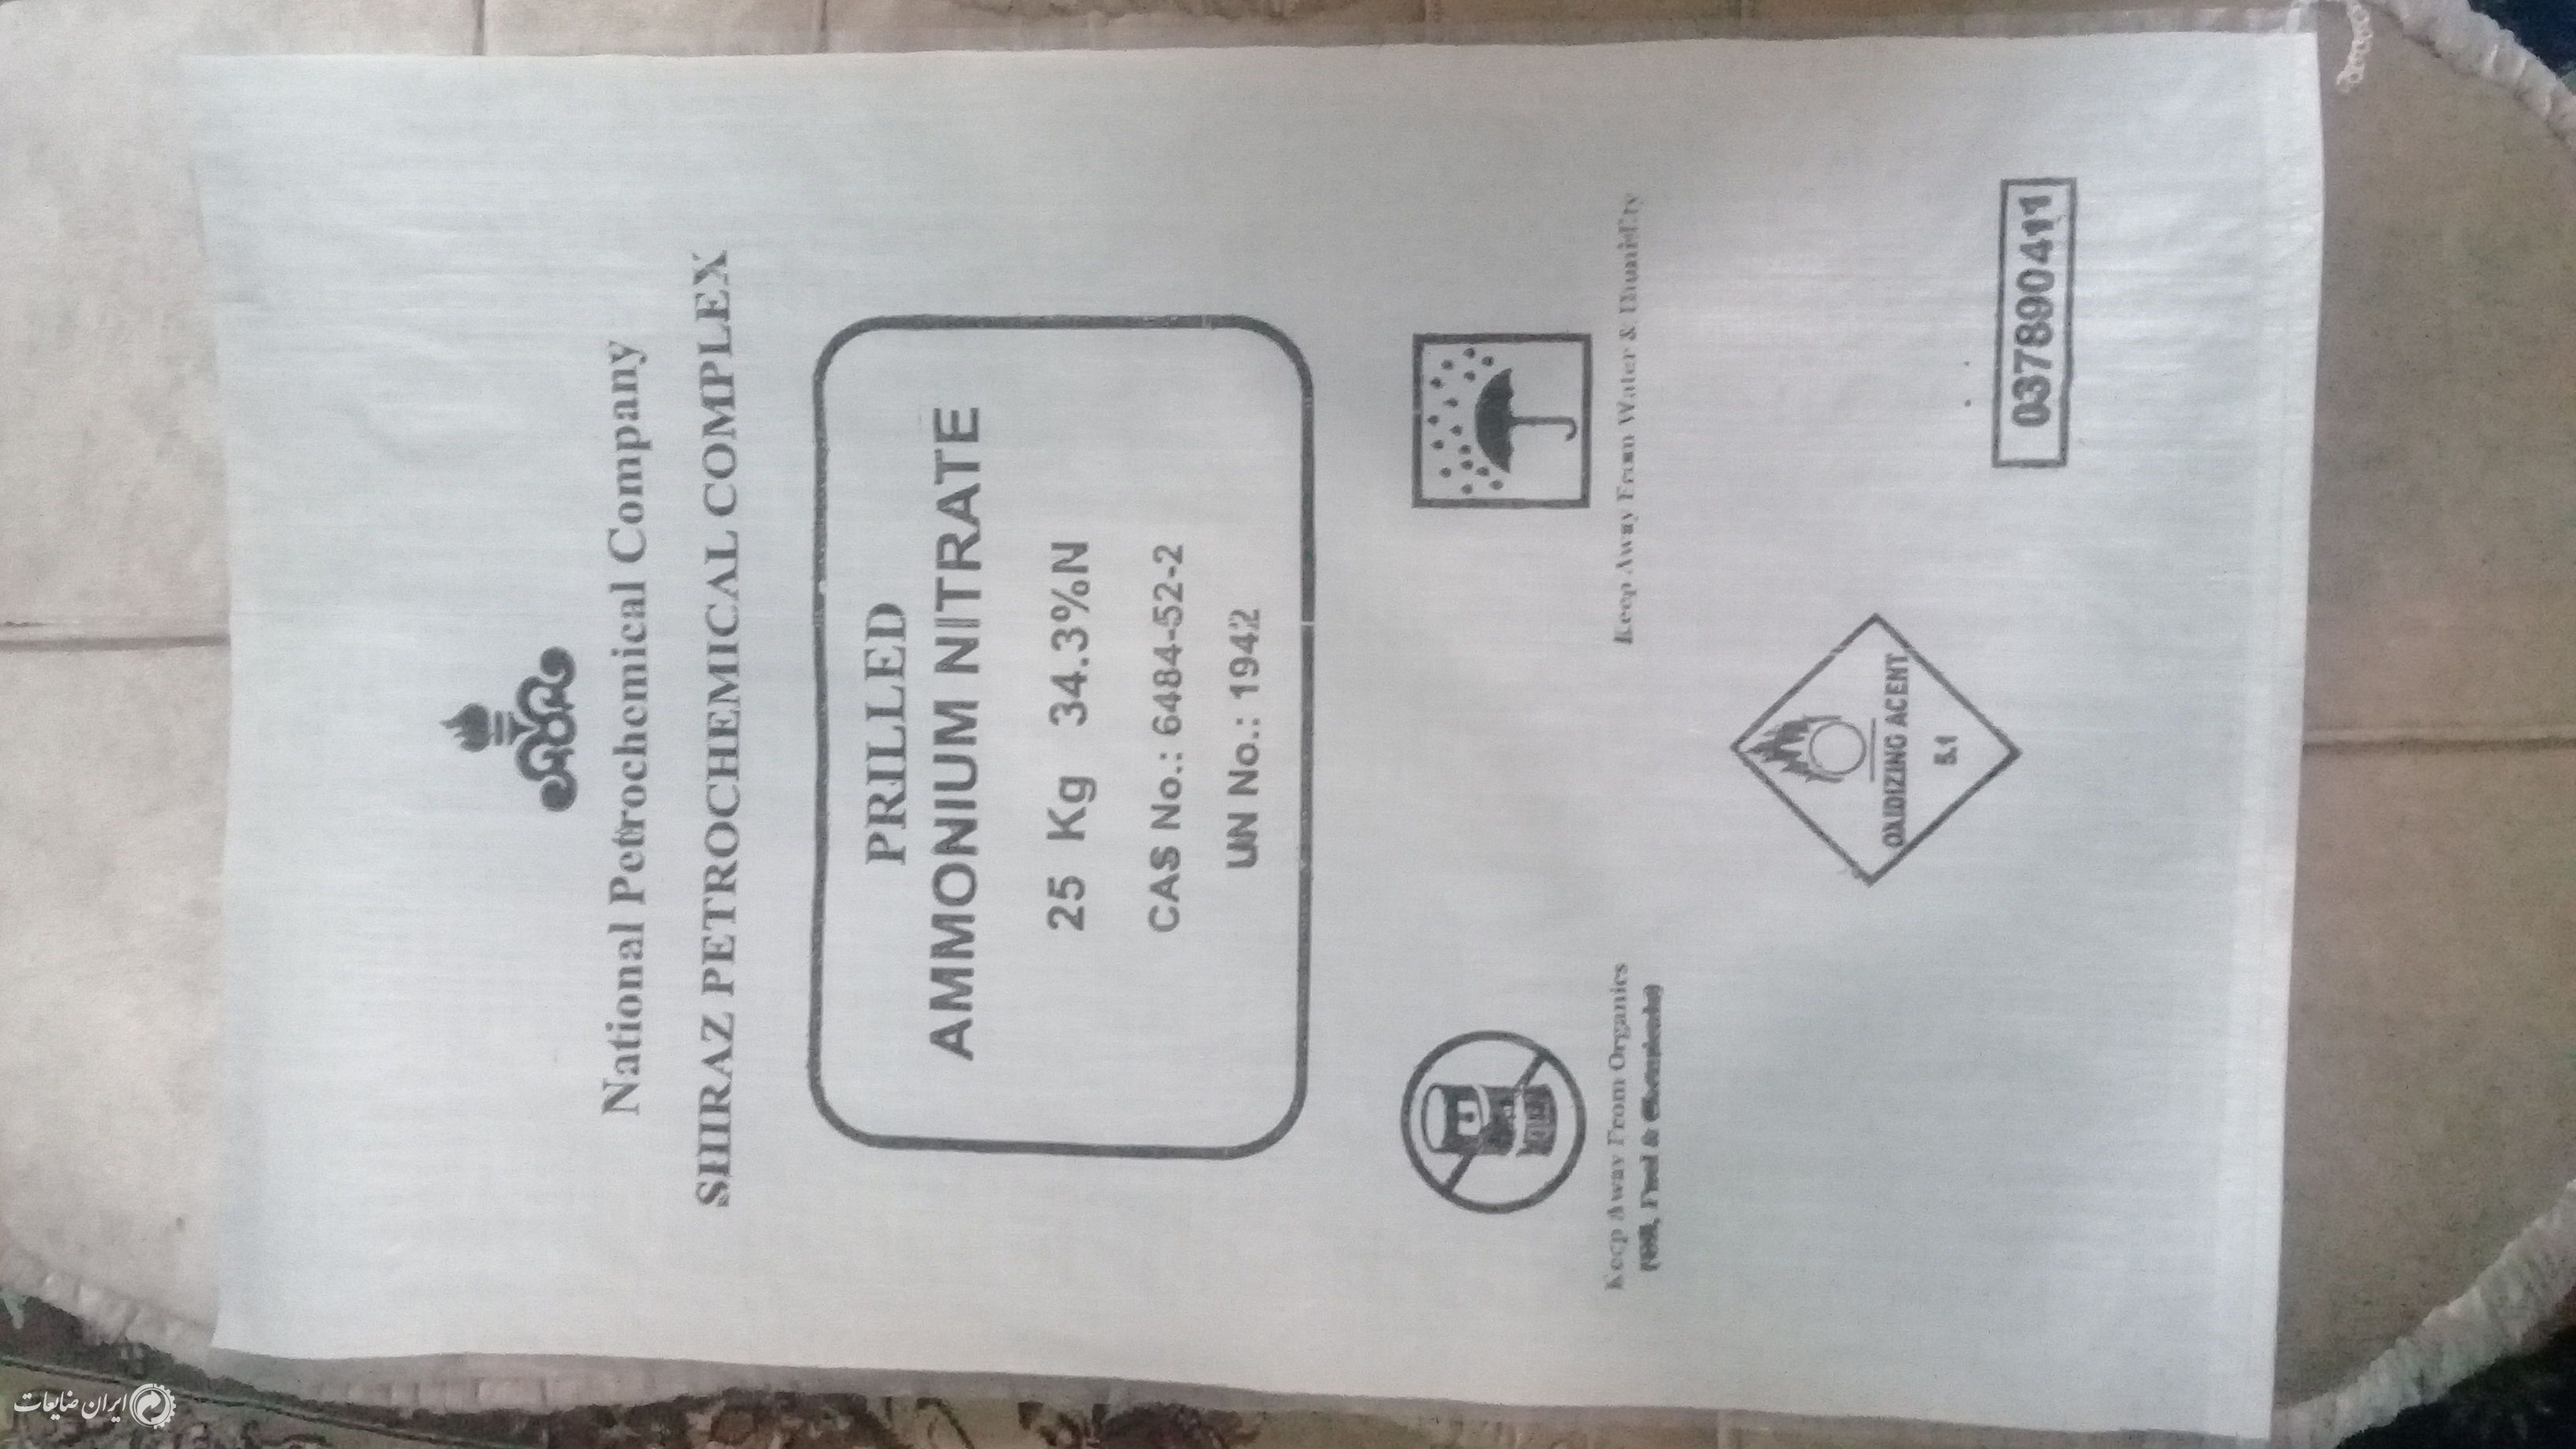 National Petrochemical Company
SHIRAZ PETROCHEMICAL COMPLEX
PRILLED
AMMONIUM NITRATE
25 Kg 34.3%N
CAS No.: 6484-52-2
UN No.: 1942
Keep Away From Organics
Keep Away From Water & Humidity
OXIDIZING AGENT
5.1
0378890411
ایران ضایعات